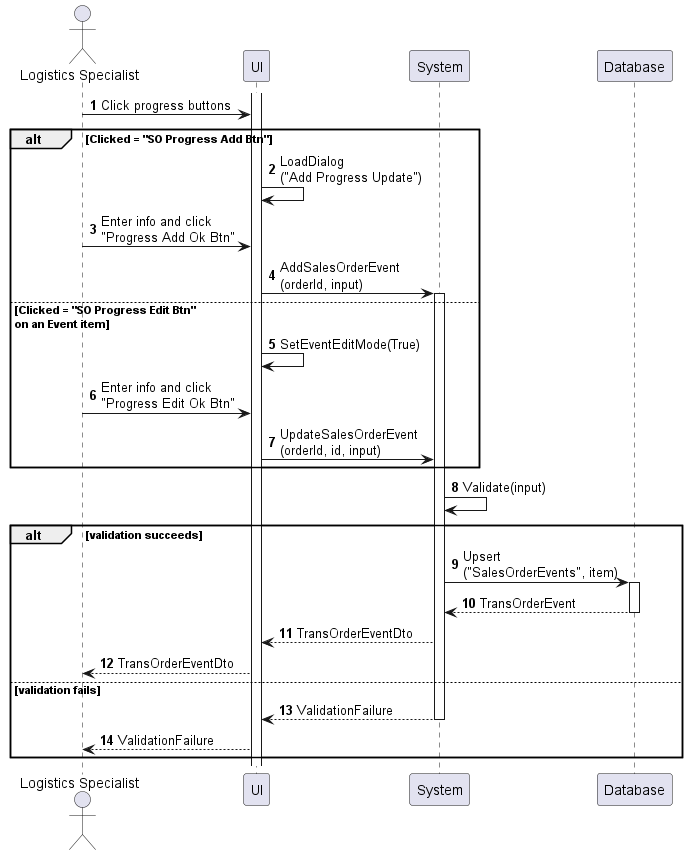 Logistics Specialist
UI
System
Database
1 Click progress buttons
alt
[Clicked = "SO Progress Add Btn"]
2 LoadDialog
("Add Progress Update")
3 Enter info and click
"Progress Add Ok Btn"
4 AddSalesOrderEvent
(orderId, input)
[Clicked = "SO Progress Edit Btn"
on an Event item]
5 SetEventEditMode(True)
6 Enter info and click
"Progress Edit Ok Btn"
7 UpdateSalesOrderEvent
(orderId, id, input)
8 Validate(input)
alt
[validation succeeds]
9 Upsert
("SalesOrderEvents", item)
10 TransOrderEvent
11 TransOrderEventDto
12 TransOrderEventDto
[validation fails]
13 ValidationFailure
14 ValidationFailure
Logistics Specialist
UI
System
Database